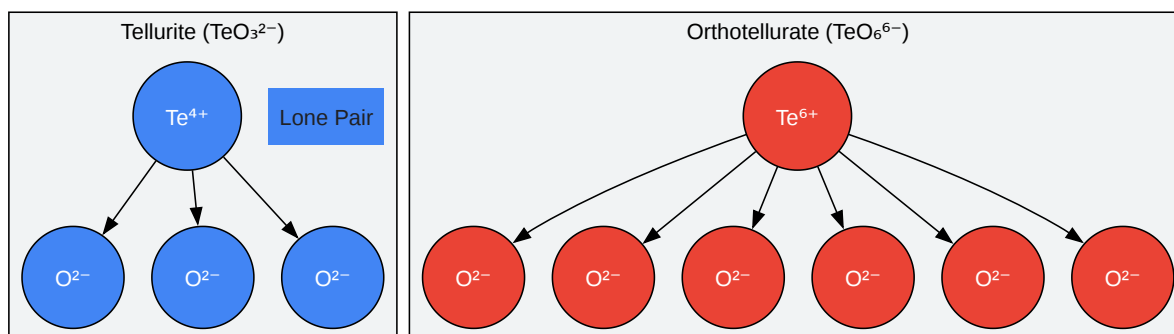 Tellurite (TeO₃²⁻)
Te⁴⁺
Lone Pair
O²⁻
O²⁻
O²⁻
Orthotellurate (TeO₆⁶⁻)
Te⁶⁺
O²⁻
O²⁻
O²⁻
O²⁻
O²⁻
O²⁻